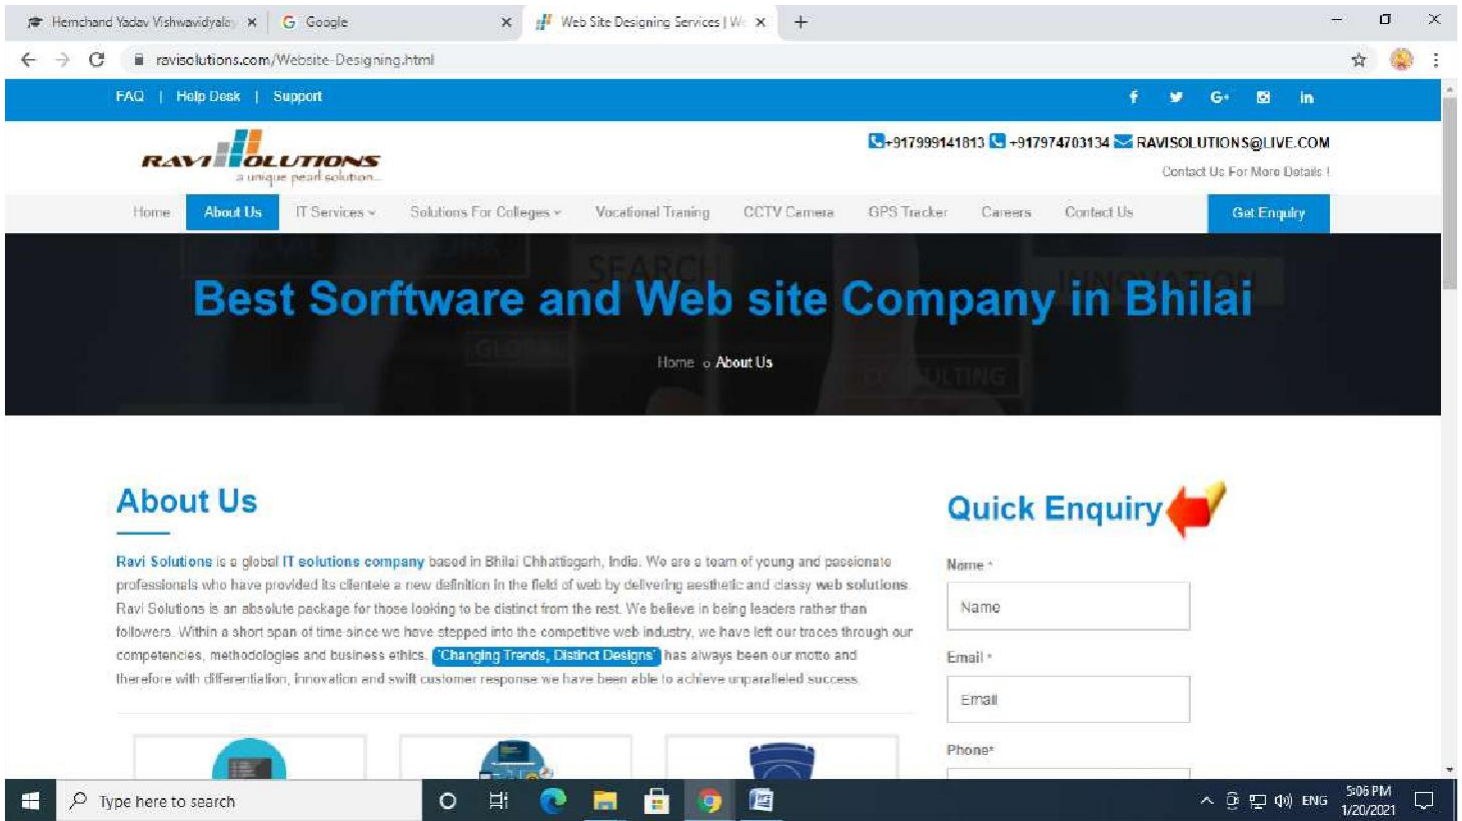 Hemchand Yadav Vishwavidyala
Google
Web Site Designing Services | We
ravisolutions.com/Website-Designing.html
FAQ | Help Desk | Support
G+ in
RAVI SOLUTIONS
a unique pearl solution...
+917999141813 +917974703134 RAVISOLUTIONS@LIVE.COM
Contact Us For More Details !
Home About Us IT Services Solutions For Colleges Vocational Traning CCTV Camera GPS Tracker Careers Contact Us Get Enquiry
SEARCH
INNOVATION
Best Sorftware and Web site Company in Bhilai
GLOBAL
Home o About Us
CONSULTING
About Us
Ravi Solutions is a global IT solutions company based in Bhilai Chhattisgarh, India. We are a team of young and passionate
professionals who have provided its clientele a new definition in the field of web by delivering aesthetic and classy web solutions.
Ravi Solutions is an absolute package for those looking to be distinct from the rest. We believe in being leaders rather than
followers. Within a short span of time since we have stepped into the competitive web industry, we have left our traces through our
competencies, methodologies and business ethics. 'Changing Trends, Distinct Designs' has always been our motto and
therefore with differentiation, innovation and swift customer response we have been able to achieve unparalleled success.
Quick Enquiry
Name *
Name
Email *
Email
Phone*
Type here to search
ENG
5:06 PM
1/20/2021